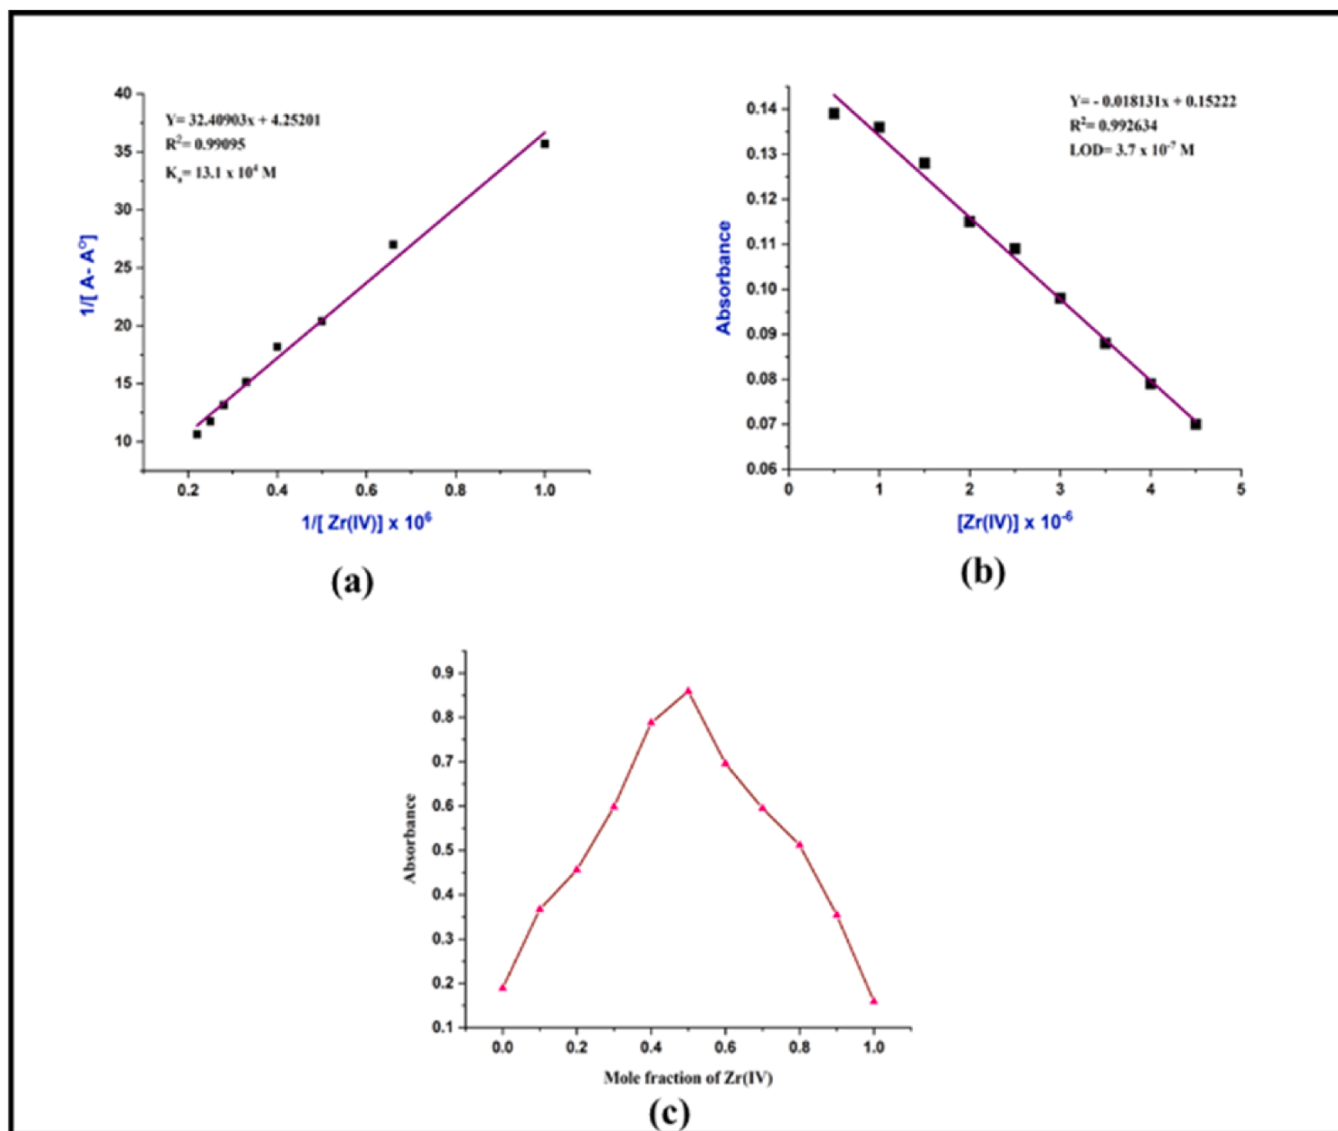 Y= 32.40903x + 4.25201
R²= 0.99095
Kₐ= 13.1 x 10⁴ M
40
35
30
25
20
15
10
1/[ A- A⁰]
0.2 0.4 0.6 0.8 1.0
1/[ Zr(IV)] x 10⁶
(a)
Y= - 0.018131x + 0.15222
R²= 0.992634
LOD= 3.7 x 10⁻⁷ M
0.14
0.13
0.12
0.11
0.10
0.09
0.08
0.07
0.06
Absorbance
0 1 2 3 4 5
[Zr(IV)] x 10⁻⁶
(b)
0.9
0.8
0.7
0.6
0.5
0.4
0.3
0.2
0.1
Absorbance
0.0 0.2 0.4 0.6 0.8 1.0
Mole fraction of Zr(IV)
(c)